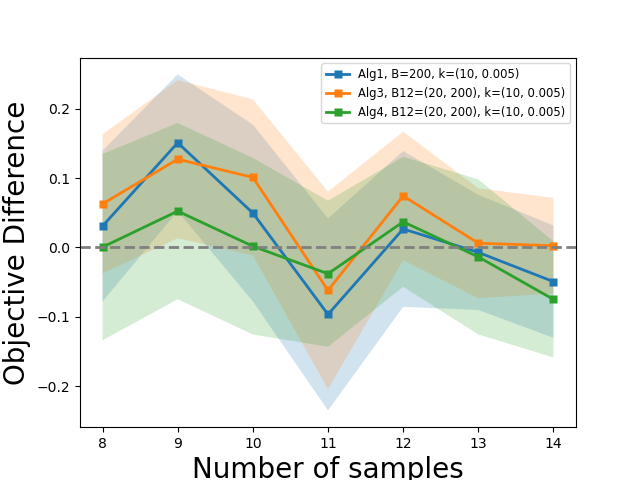 Alg1, B=200, k=(10, 0.005)
Alg3, B12=(20, 200), k=(10, 0.005)
Alg4, B12=(20, 200), k=(10, 0.005)
Objective Difference
0.2
0.1
0.0
−0.1
−0.2
8 9 10 11 12 13 14
Number of samples